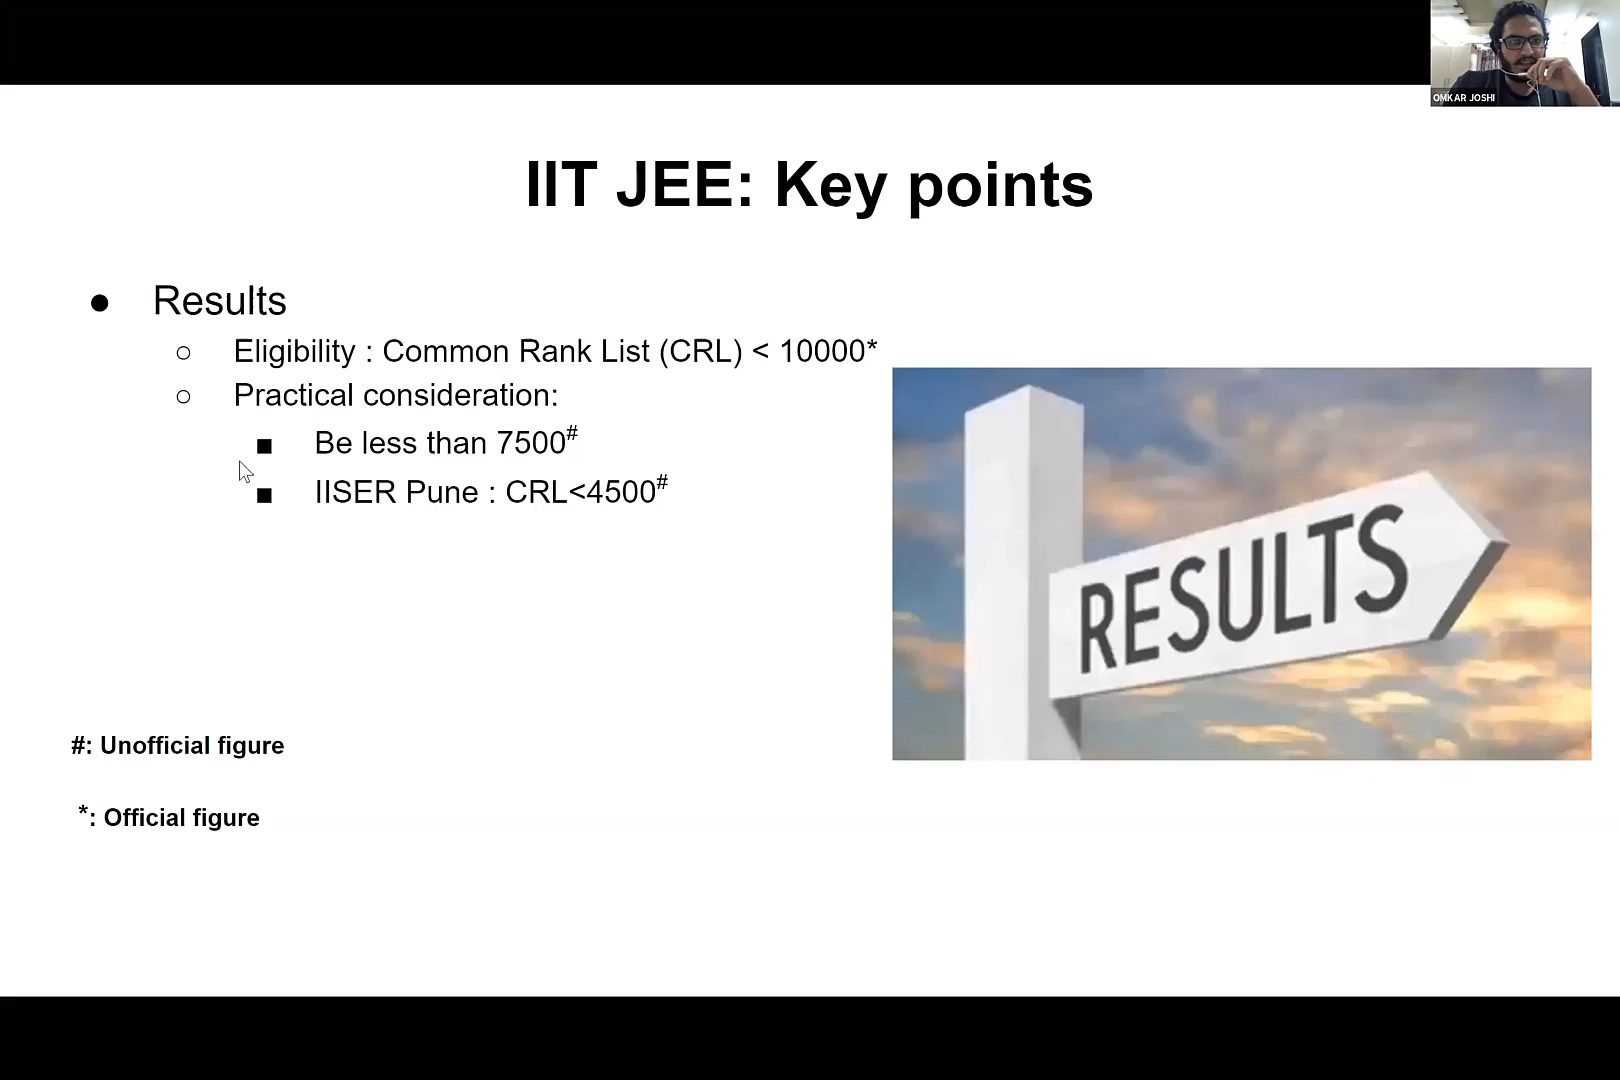 OMKAR JOSHI
IIT JEE: Key points
● Results
○ Eligibility : Common Rank List (CRL) < 10000*
○ Practical consideration:
■ Be less than 7500#
■ IISER Pune : CRL<4500#
RESULTS
#: Unofficial figure
*: Official figure